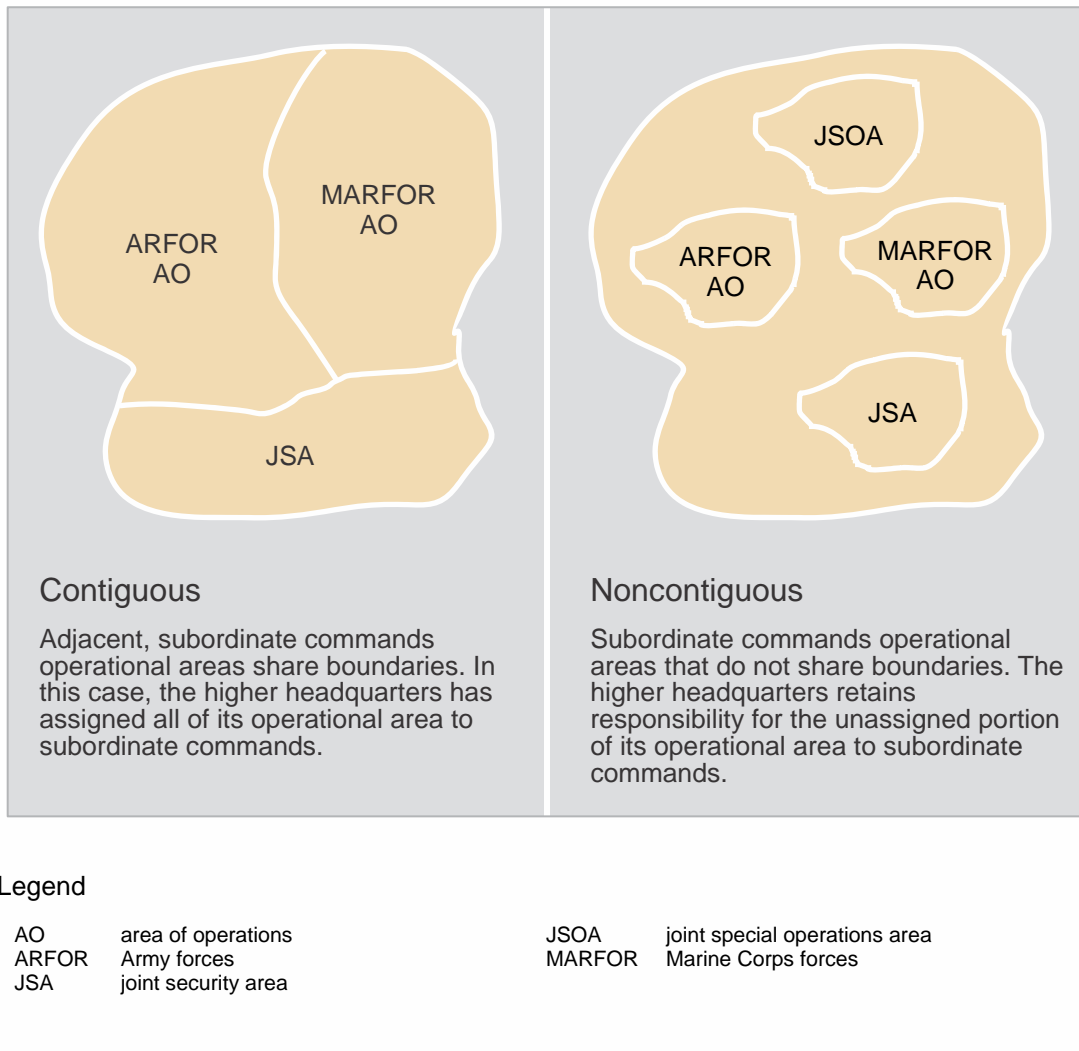 ARFOR
AO
MARFOR
AO
JSA
Contiguous
Adjacent, subordinate commands
operational areas share boundaries. In
this case, the higher headquarters has
assigned all of its operational area to
subordinate commands.
JSOA
ARFOR
AO
MARFOR
AO
JSA
Noncontiguous
Subordinate commands operational
areas that do not share boundaries. The
higher headquarters retains
responsibility for the unassigned portion
of its operational area to subordinate
commands.
Legend
AO area of operations
ARFOR Army forces
JSA joint security area
JSOA joint special operations area
MARFOR Marine Corps forces